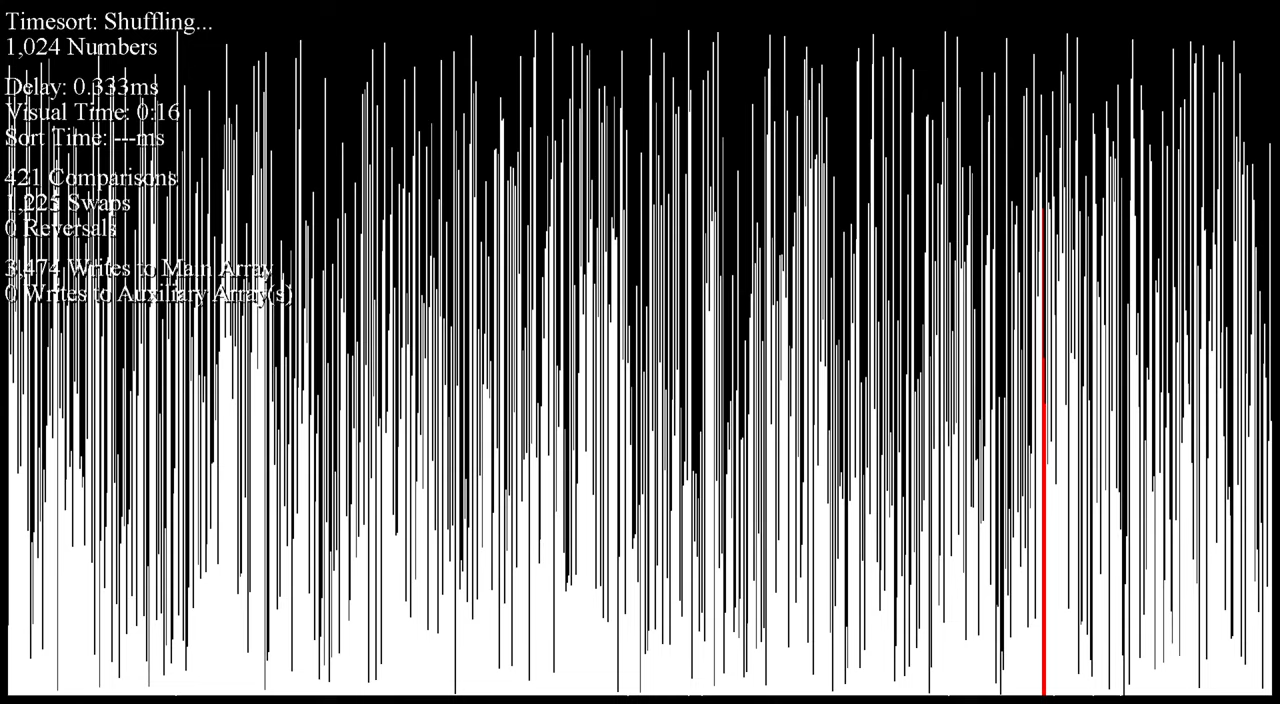 Timesort: Shuffling...
1,024 Numbers
Delay: 0.333ms
Visual Time: 0:16
Sort Time: ---ms
421 Comparisons
1,225 Swaps
0 Reversals
3,474 Writes to Main Array
0 Writes to Auxiliary Array(s)